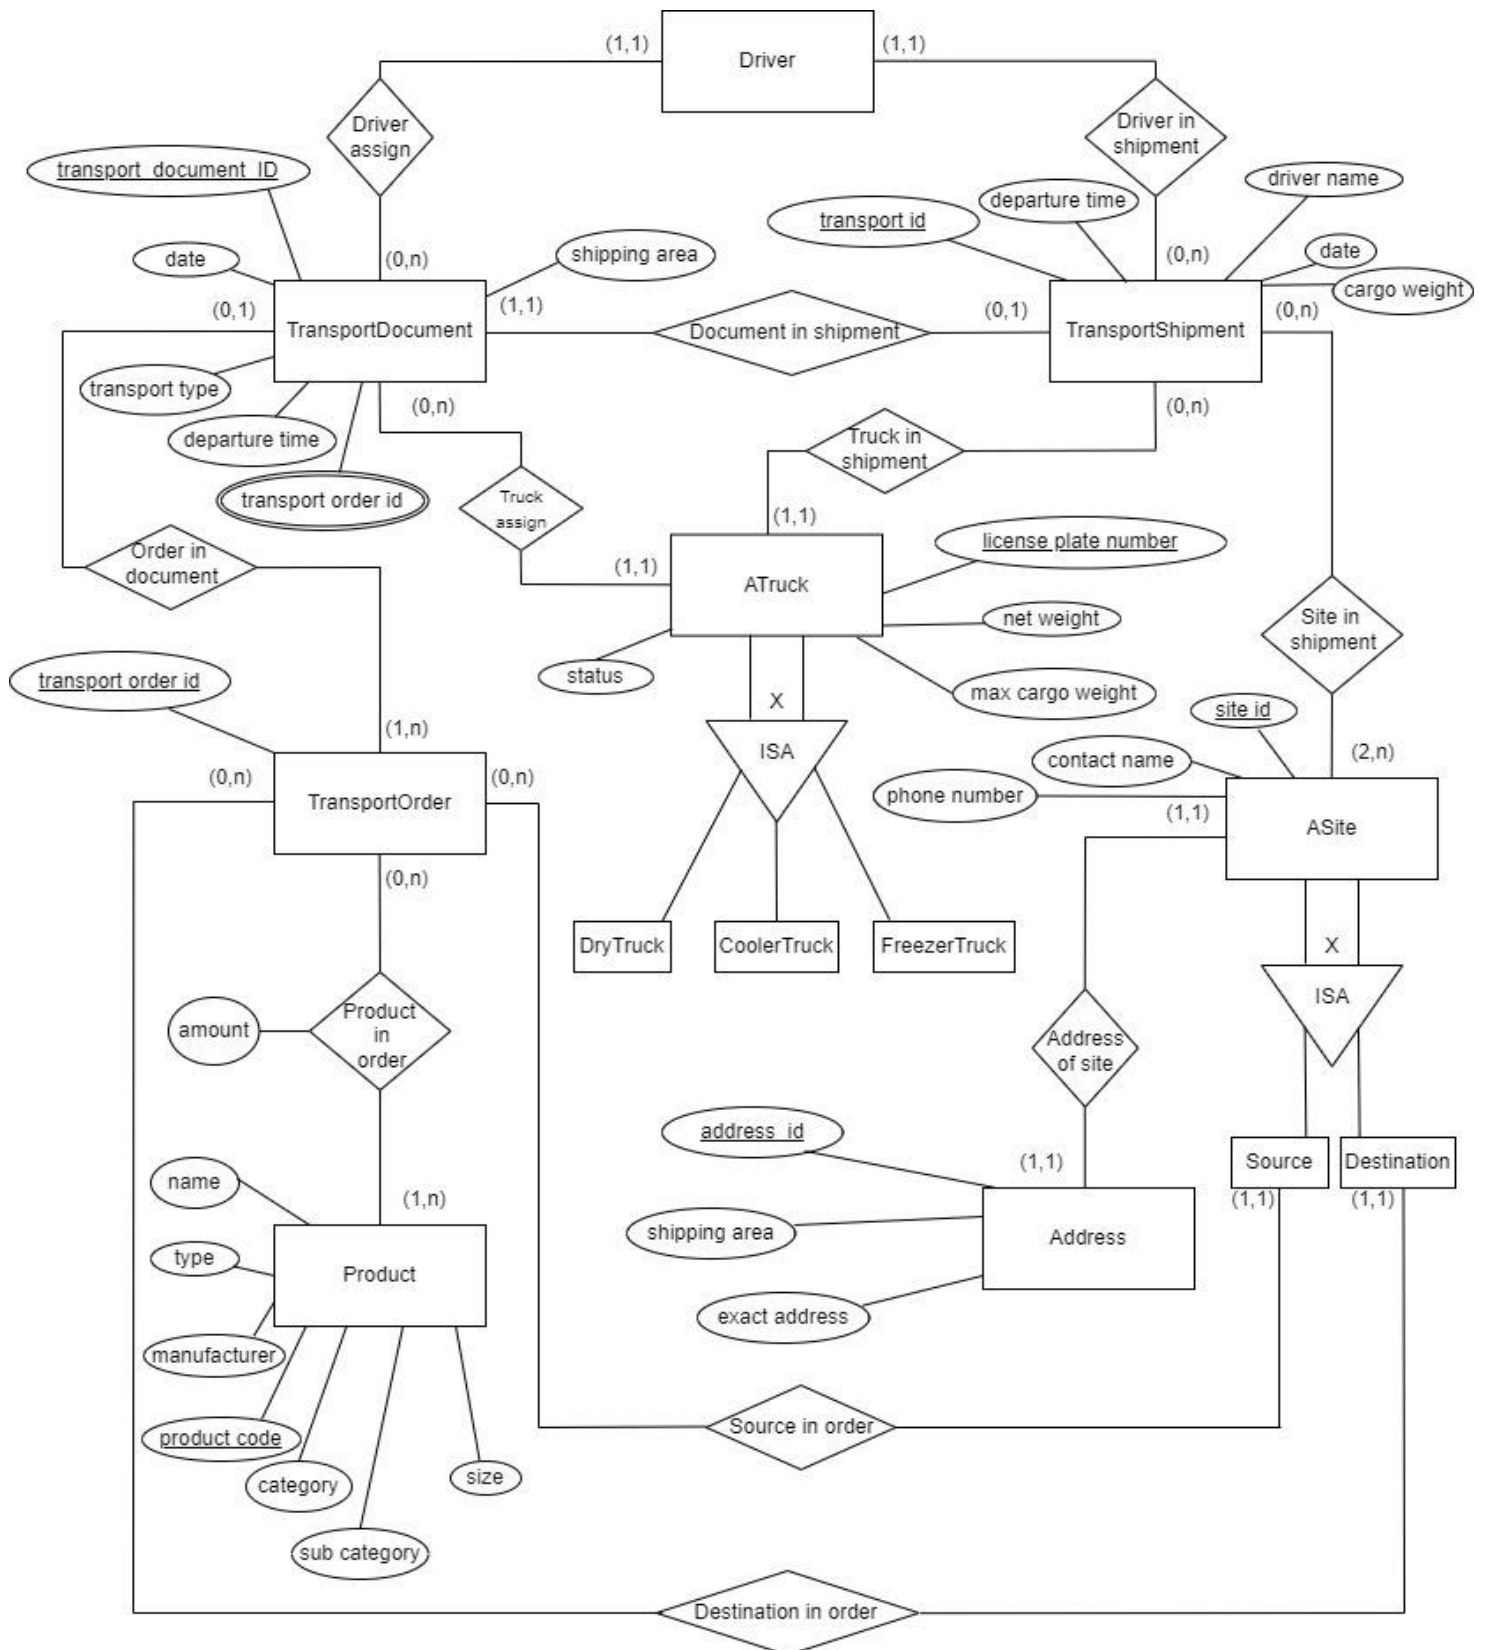 (1,1)
Driver
(1,1)
Driver
assign
Driver in
shipment
transport_document_ID
driver name
departure time
transport id
date
(0,n)
shipping area
(0,n)
date
cargo weight
(0,1)
(1,1)
(0,1)
(0,n)
TransportDocument
Document in shipment
TransportShipment
transport type
(0,n)
(0,n)
departure time
Truck in
shipment
transport order id
Truck
assign
(1,1)
license plate number
Order in
document
(1,1)
ATruck
net weight
Site in
shipment
status
transport order id
max cargo weight
X
site id
(1,n)
ISA
contact name
(2,n)
(0,n)
(0,n)
phone number
TransportOrder
(1,1)
ASite
(0,n)
DryTruck
CoolerTruck
FreezerTruck
X
ISA
amount
Product
in
order
Address
of site
address_id
name
(1,1)
Source
Destination
(1,n)
(1,1)
(1,1)
shipping area
Address
type
Product
exact address
manufacturer
product code
Source in order
category
size
sub category
Destination in order